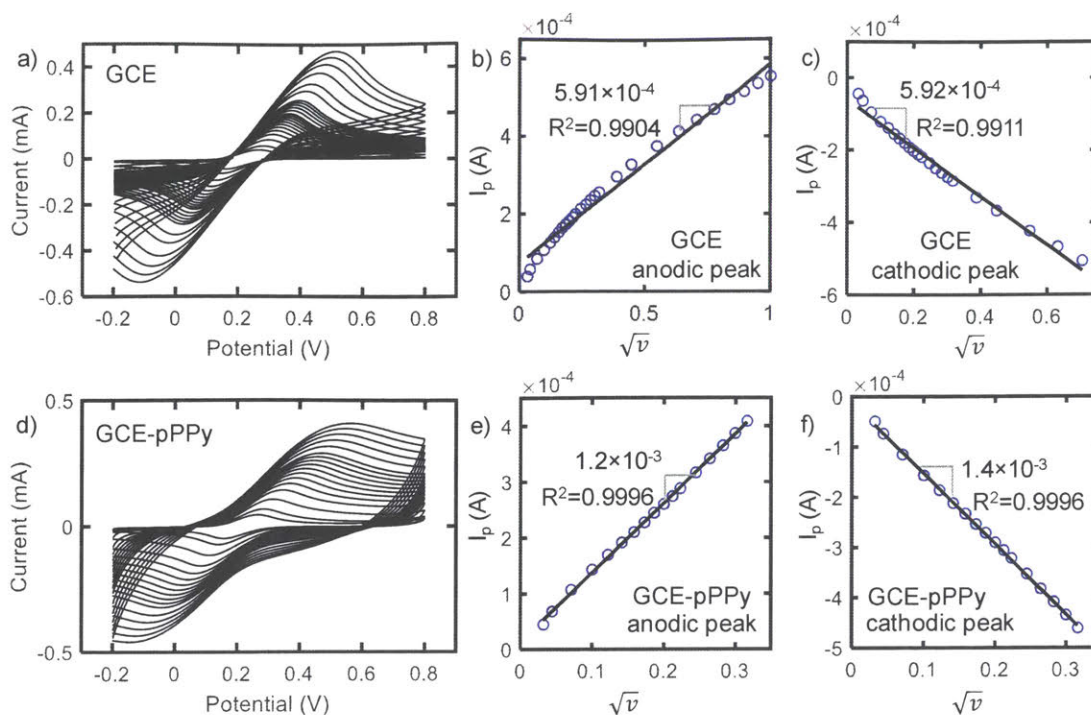 a)
GCE
Current (mA)
0.4
0.2
0
-0.2
-0.4
-0.6
-0.2
0
0.2
0.4
0.6
0.8
Potential (V)
b)
×10⁻⁴
6
4
2
0
Iₚ (A)
5.91×10⁻⁴
R²=0.9904
GCE
anodic peak
0
0.5
1
√v
c)
×10⁻⁴
0
-2
-4
-6
Iₚ (A)
5.92×10⁻⁴
R²=0.9911
GCE
cathodic peak
0
0.2
0.4
0.6
√v
d)
GCE-pPPy
Current (mA)
0.5
0
-0.5
-0.2
0
0.2
0.4
0.6
0.8
Potential (V)
e)
×10⁻⁴
4
3
2
1
0
Iₚ (A)
1.2×10⁻³
R²=0.9996
GCE-pPPy
anodic peak
0
0.1
0.2
0.3
√v
f)
×10⁻⁴
0
-1
-2
-3
-4
-5
Iₚ (A)
1.4×10⁻³
R²=0.9996
GCE-pPPy
cathodic peak
0
0.1
0.2
0.3
√v